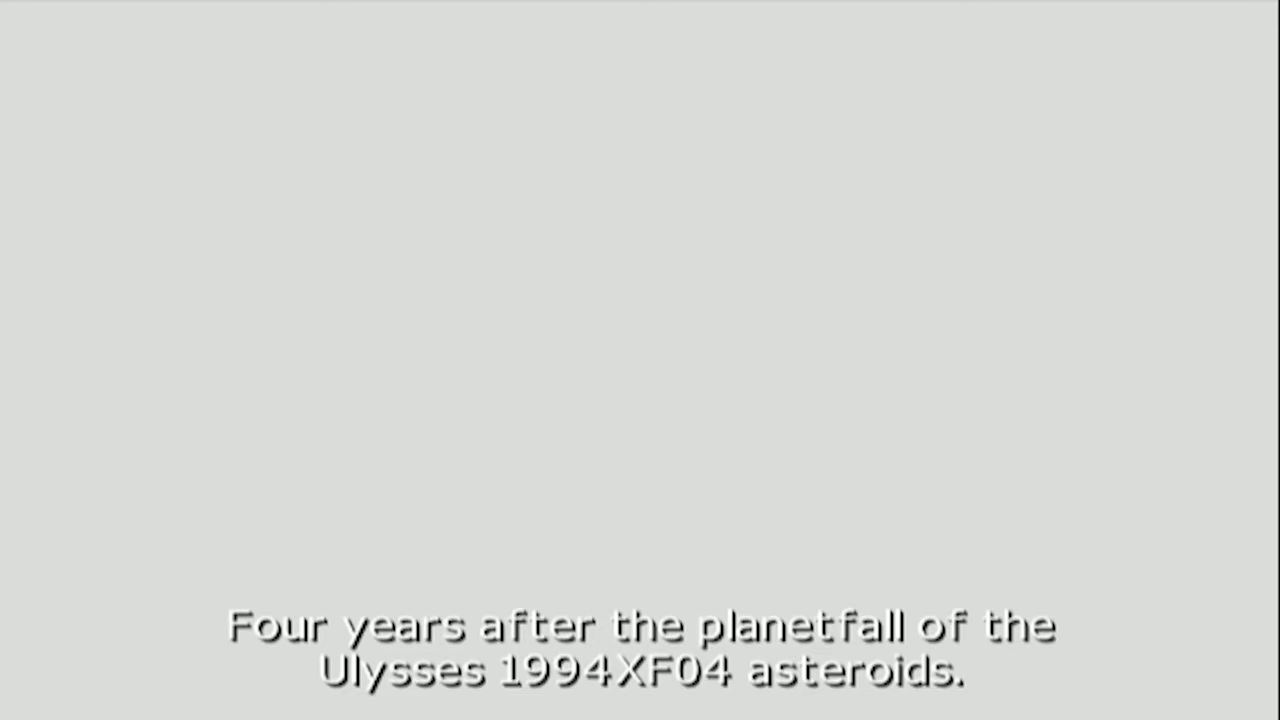 Four years after the planetfall of the
Ulysses 1994XF04 asteroids.